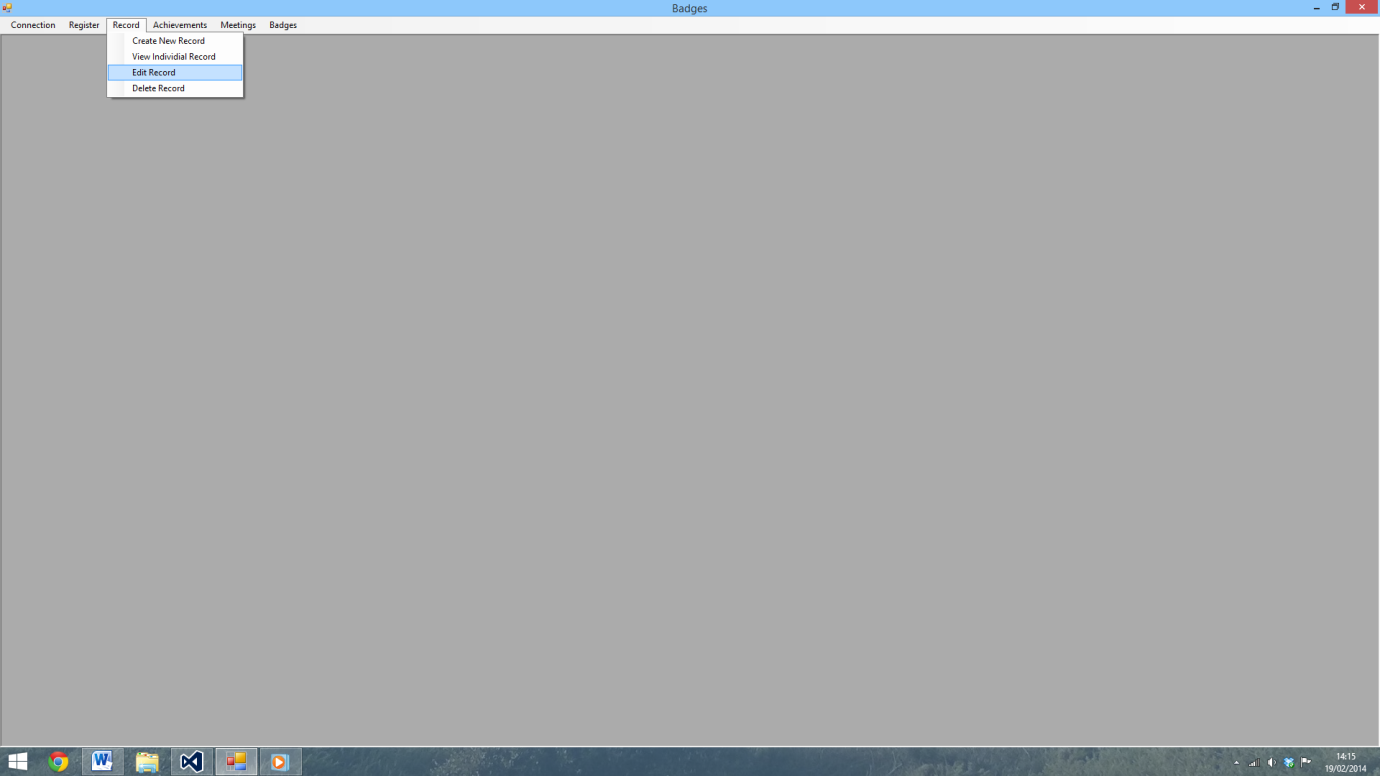 Badges
Connection Register Record Achievements Meetings Badges
Create New Record
View Individial Record
Edit Record
Delete Record
14:15
19/02/2014